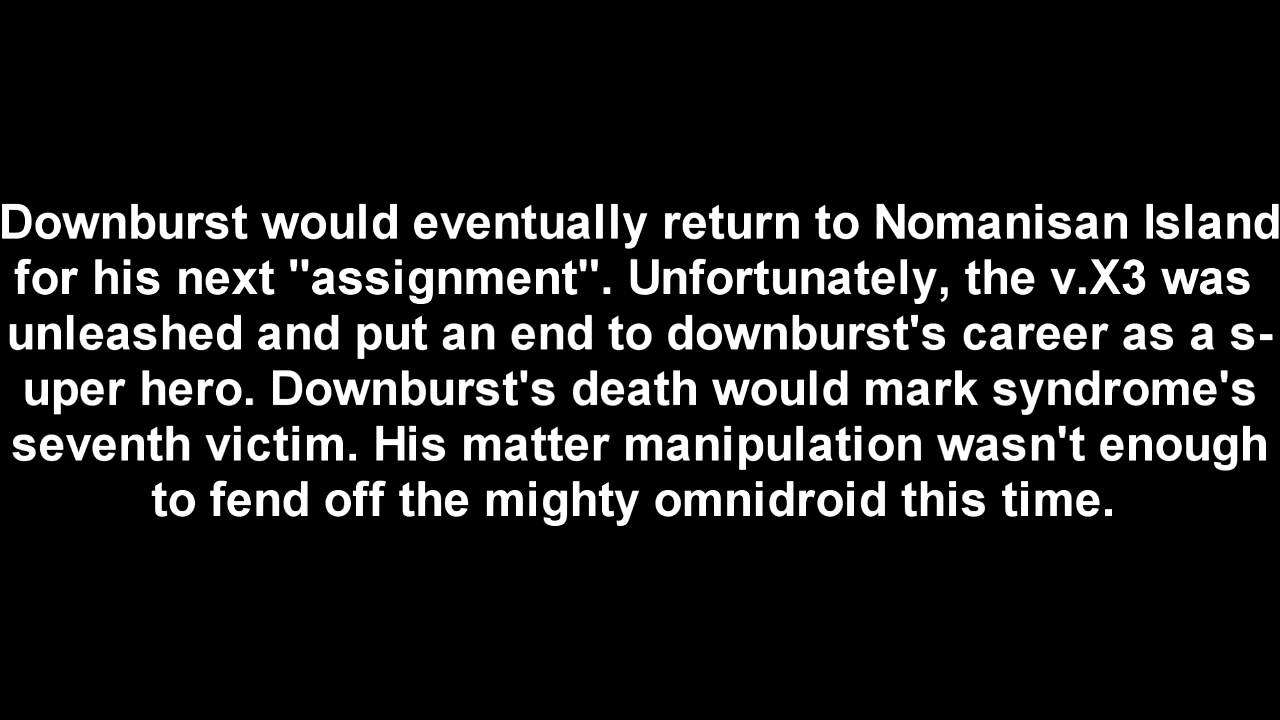 Downburst would eventually return to Nomanisan Island
for his next "assignment". Unfortunately, the v.X3 was
unleashed and put an end to downburst's career as a s-
uper hero. Downburst's death would mark syndrome's
seventh victim. His matter manipulation wasn't enough
to fend off the mighty omnidroid this time.